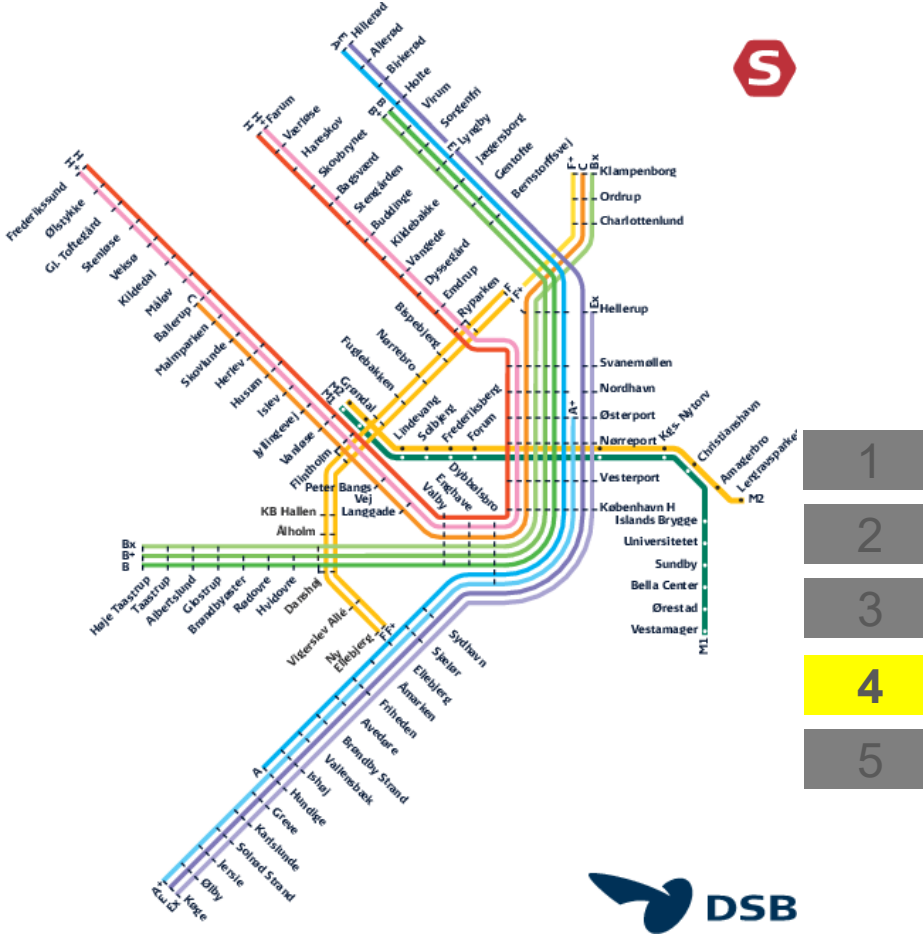 S
A
E
Hillerød
Allerød
Birkerød
Holte
B
B+
Virum
Sorgenfri
E
Lyngby
Jægersborg
Gentofte
Bernstorffsvej
H
H+
Farum
Værløse
Hareskov
Skovbrynet
Bagsværd
Stengården
Buddinge
Kildebakke
Vangede
Dyssegård
Emdrup
Ryparken
F
F+
F+
C
Bx
Klampenborg
Ordrup
Charlottenlund
Ex
Hellerup
Svanemøllen
Nordhavn
A+
Østerport
Nørreport
Vesterport
København H
H
H+
Frederikssund
Ølstykke
Gl. Toftegård
Stenløse
Veksø
Kildedal
Måløv
C
Ballerup
Malmparken
Skovlunde
Herlev
Husum
Islev
Jyllingevej
Vanløse
Flintholm
Peter Bangs
Vej
Langgade
KB Hallen
Ålholm
Bispebjerg
Nørrebro
Fuglebakken
Grøndal
M2
M1
Lindevang
Solbjerg
Frederiksberg
Forum
Kgs. Nytorv
Christianshavn
Amagerbro
Lergravsparke
M2
Valby
Enghave
Dybbølsbro
Islands Brygge
Universitetet
Sundby
Bella Center
Ørestad
Vestamager
M1
Bx
B+
B
Høje Taastrup
Taastrup
Albertslund
Glostrup
Brøndbyøster
Rødovre
Hvidovre
Danshøj
Vigerslev Allé
Ny
Ellebjerg
F
F+
Sydhavn
Sjælør
Ellebjerg
Åmarken
Friheden
Avedøre
Brøndby Strand
Vallensbæk
Ishøj
A
Hundige
Greve
Karlslunde
Solrød Strand
Jersie
Ølby
Køge
A+
E
Ex
1
2
3
4
5
DSB